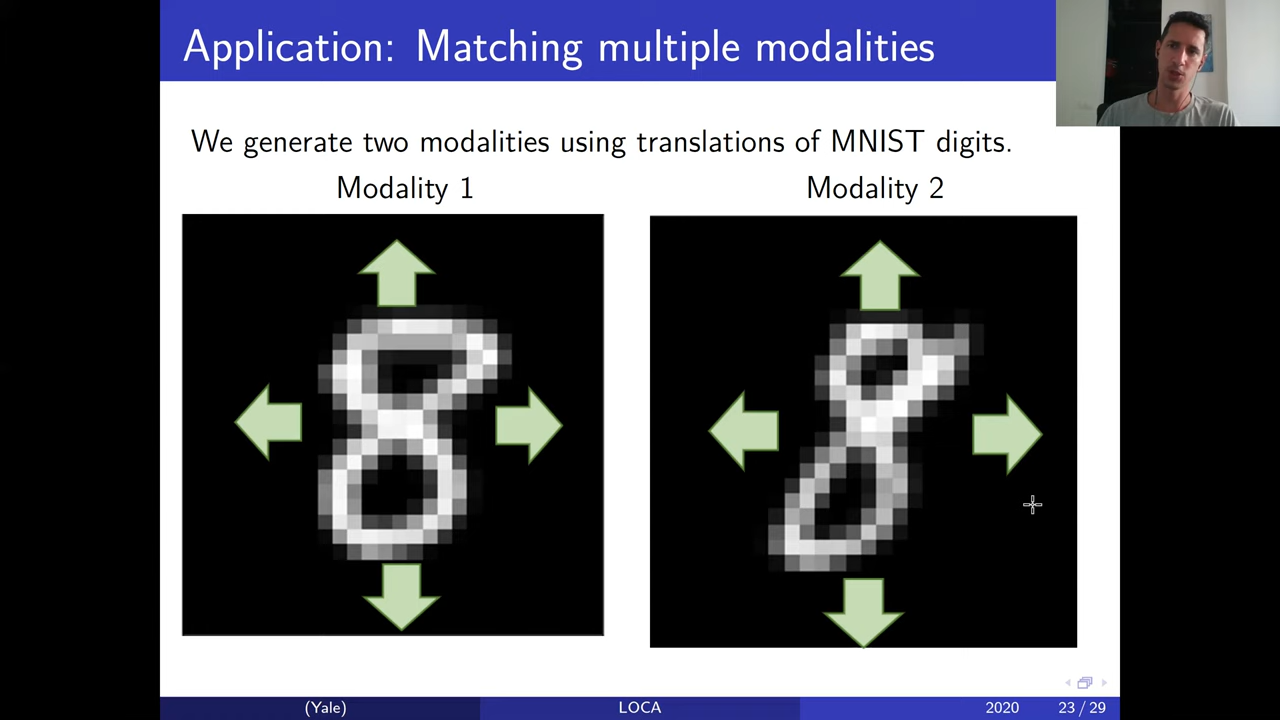 Application: Matching multiple modalities
We generate two modalities using translations of MNIST digits.
Modality 1
Modality 2
(Yale)
LOCA
2020
23 / 29